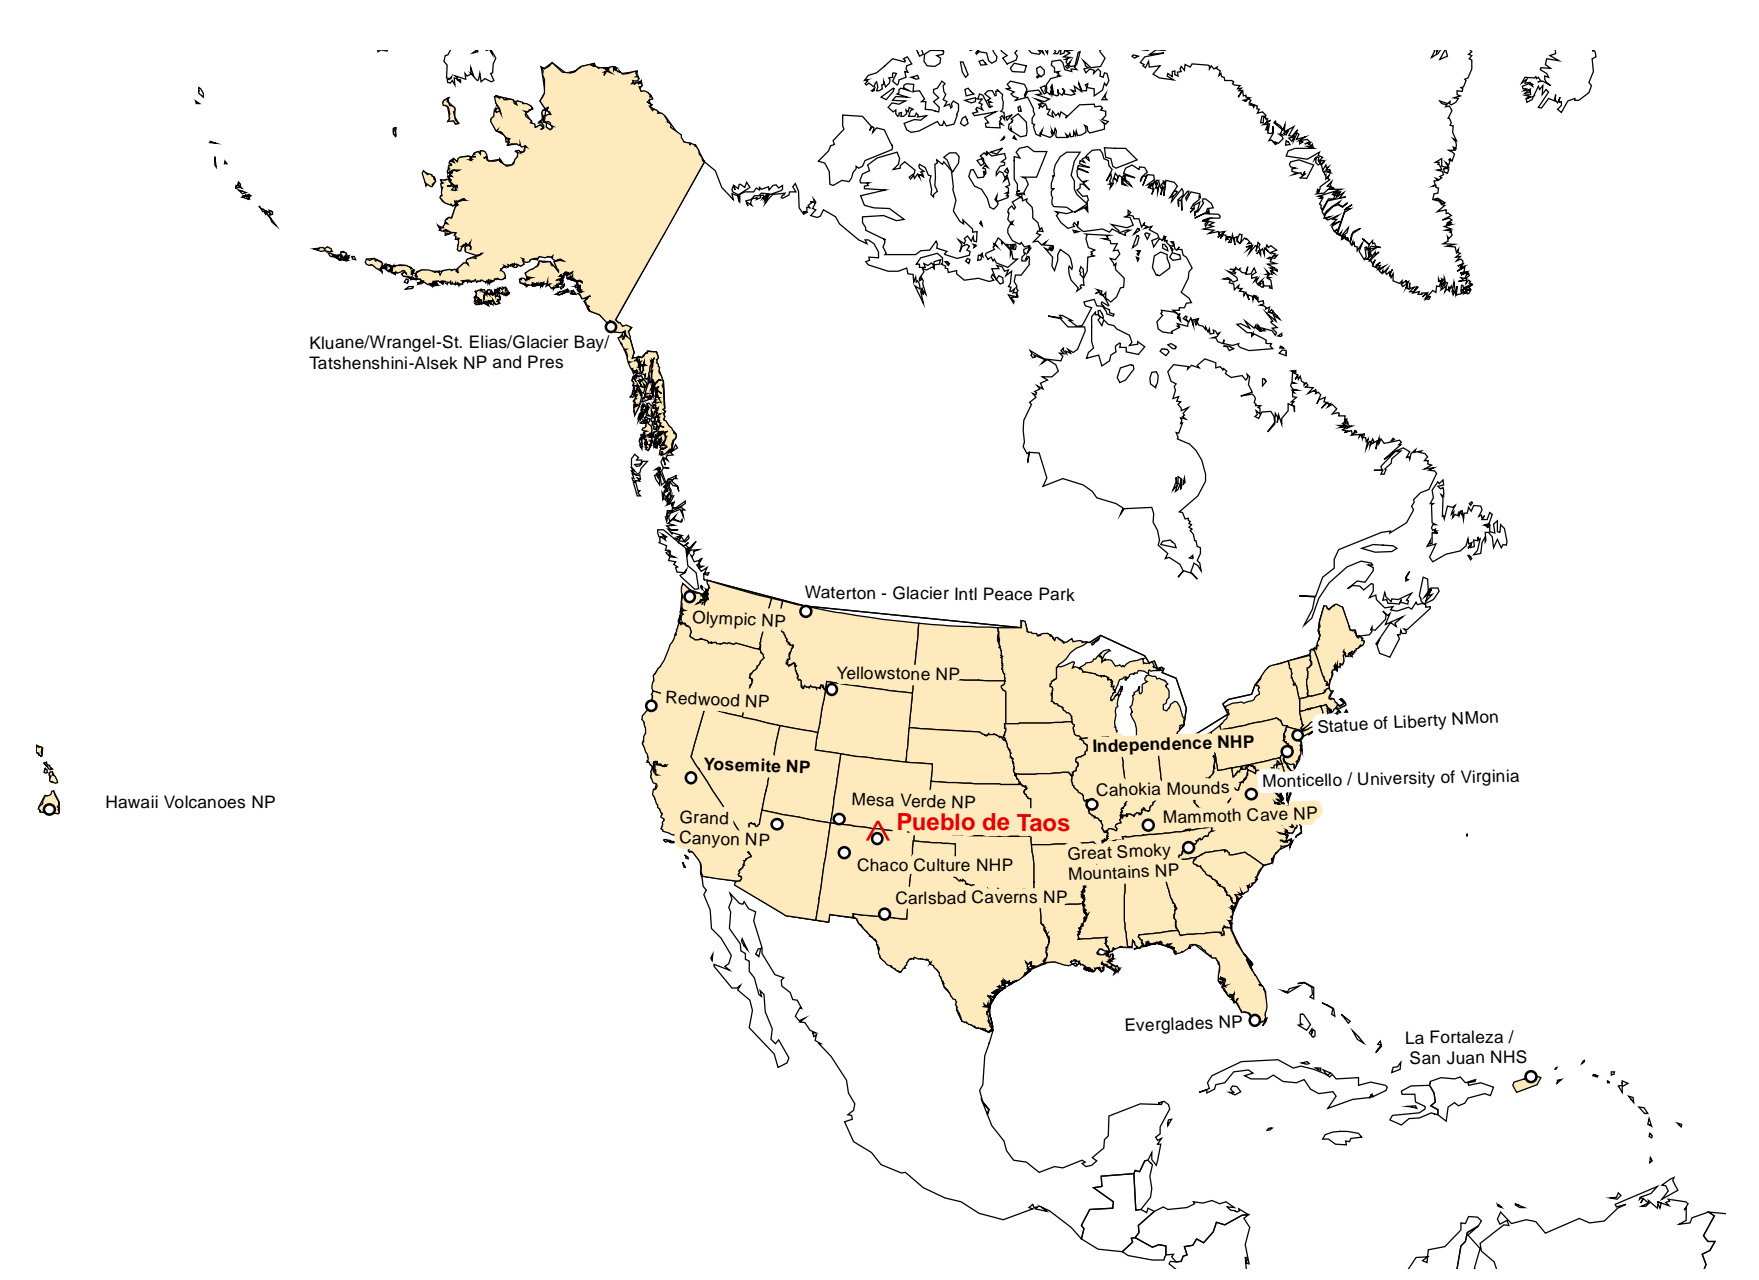 Kluane/Wrangel-St. Elias/Glacier Bay/
Tatshenshini-Alsek NP and Pres
Waterton - Glacier Intl Peace Park
Olympic NP
Yellowstone NP
Redwood NP
Statue of Liberty NMon
Independence NHP
Yosemite NP
Monticello / University of Virginia
Cahokia Mounds
Hawaii Volcanoes NP
Mesa Verde NP
Mammoth Cave NP
Grand
Canyon NP
Pueblo de Taos
Great Smoky
Mountains NP
Chaco Culture NHP
Carlsbad Caverns NP
Everglades NP
La Fortaleza /
San Juan NHS